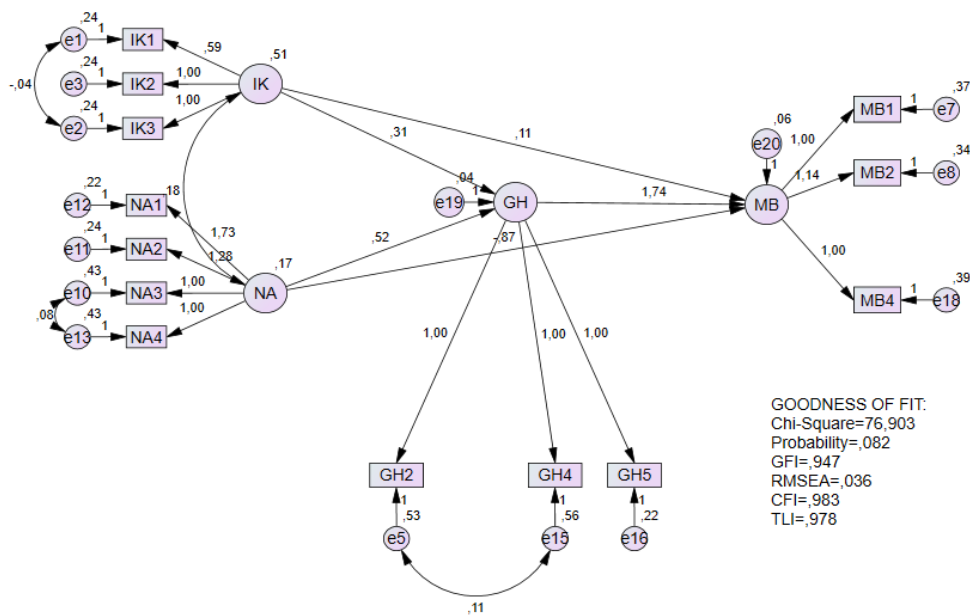 ,24
e1
1
IK1
,59
,51
,24
e3
1
IK2
1,00
IK
-,04
,24
e2
1
IK3
1,00
,31
,11
,06
e20
1
,37
MB1
1
e7
1,00
,34
MB2
1
e8
1,14
MB
,22
e12
1
NA1
,18
,04
e19
1
GH
1,74
,24
e11
1
NA2
1,73
1,28
,52
-,87
,17
,43
e10
1
NA3
1,00
NA
1,00
,39
MB4
1
e18
,08
,43
e13
1
NA4
1,00
1,00
1,00
1,00
GOODNESS OF FIT:
Chi-Square=76,903
Probability=,082
GFI=,947
RMSEA=,036
CFI=,983
TLI=,978
GH2
GH4
GH5
1
1
1
,53
,56
,22
e5
e15
e16
,11